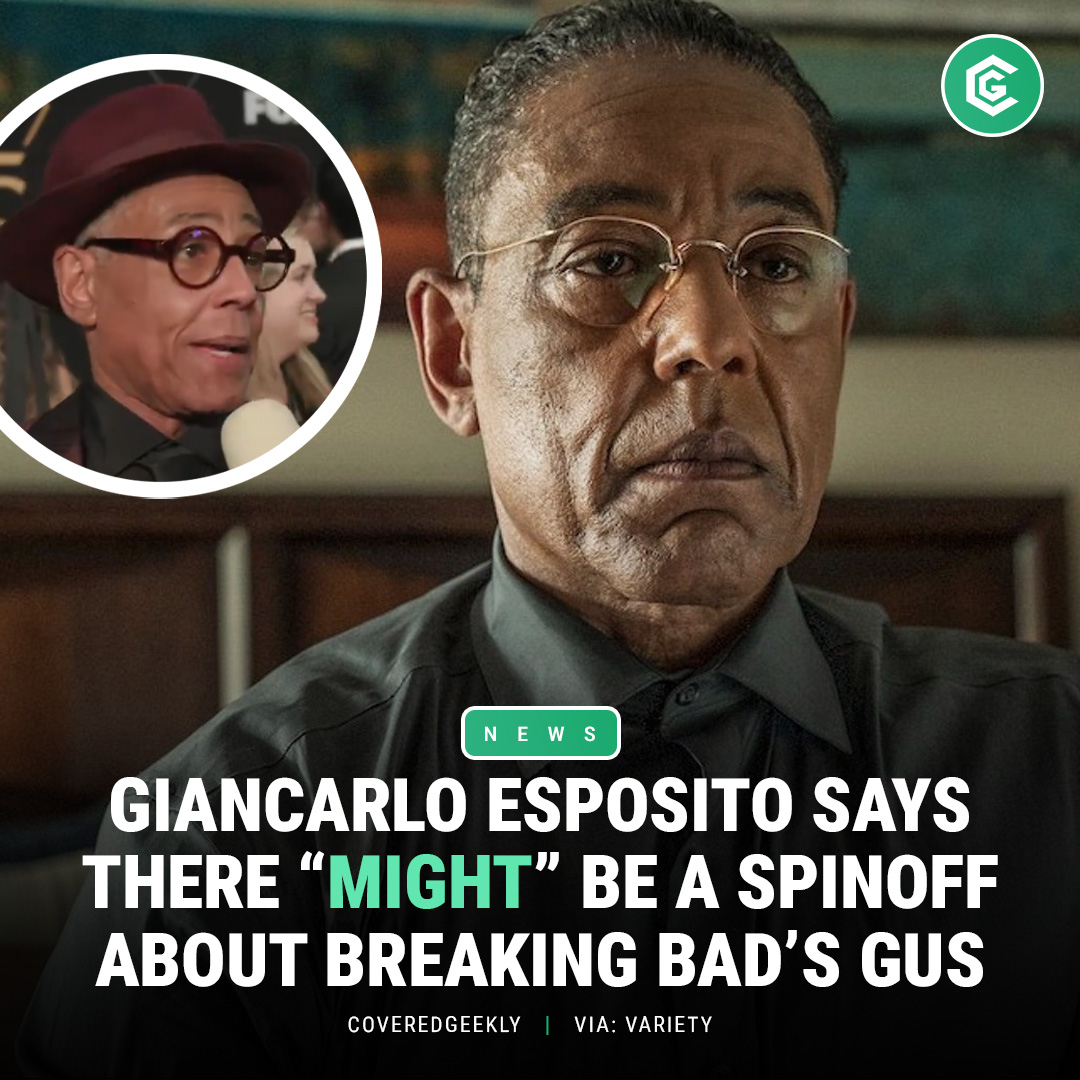 NEWS
GIANCARLO ESPOSITO SAYS
THERE “MIGHT” BE A SPINOFF
ABOUT BREAKING BAD’S GUS
COVEREDGEEKLY | VIA: VARIETY